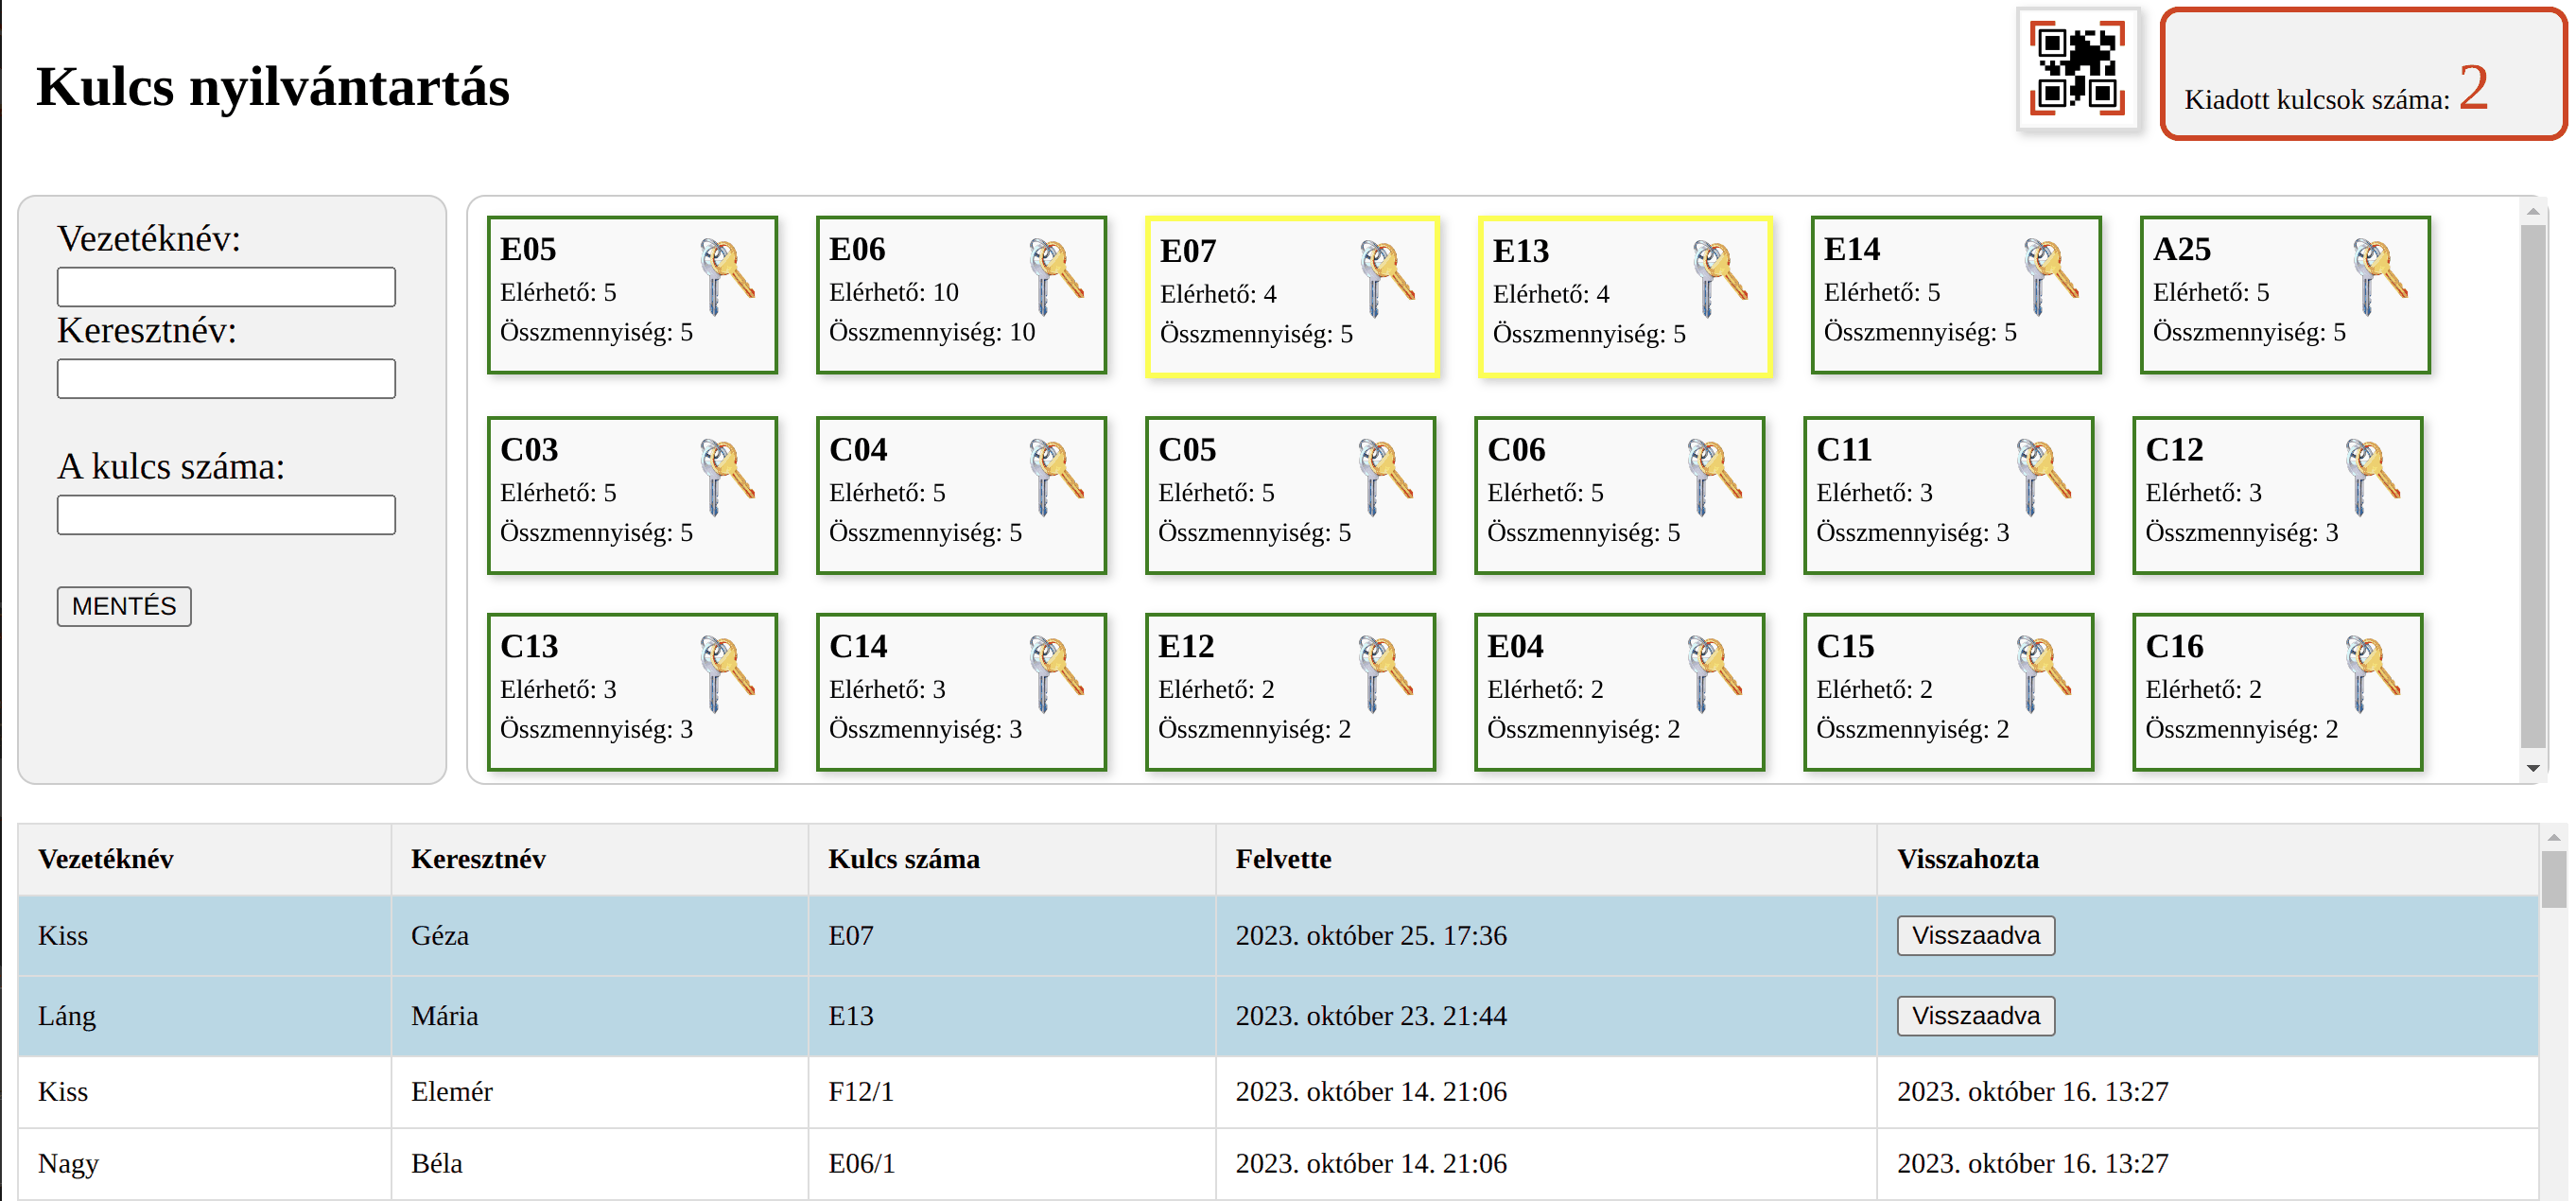 Kulcs nyilvántartás
Kiadott kulcsok száma: 2
Vezetéknév:
Keresztnév:
A kulcs száma:
MENTÉS
E05
Elérhető: 5
Összmennyiség: 5
E06
Elérhető: 10
Összmennyiség: 10
E07
Elérhető: 4
Összmennyiség: 5
E13
Elérhető: 4
Összmennyiség: 5
E14
Elérhető: 5
Összmennyiség: 5
A25
Elérhető: 5
Összmennyiség: 5
C03
Elérhető: 5
Összmennyiség: 5
C04
Elérhető: 5
Összmennyiség: 5
C05
Elérhető: 5
Összmennyiség: 5
C06
Elérhető: 5
Összmennyiség: 5
C11
Elérhető: 3
Összmennyiség: 3
C12
Elérhető: 3
Összmennyiség: 3
C13
Elérhető: 3
Összmennyiség: 3
C14
Elérhető: 3
Összmennyiség: 3
E12
Elérhető: 2
Összmennyiség: 2
E04
Elérhető: 2
Összmennyiség: 2
C15
Elérhető: 2
Összmennyiség: 2
C16
Elérhető: 2
Összmennyiség: 2
Vezetéknév Keresztnév Kulcs száma Felvette Visszahozta
Kiss Géza E07 2023. október 25. 17:36 Visszaadva
Láng Mária E13 2023. október 23. 21:44 Visszaadva
Kiss Elemér F12/1 2023. október 14. 21:06 2023. október 16. 13:27
Nagy Béla E06/1 2023. október 14. 21:06 2023. október 16. 13:27